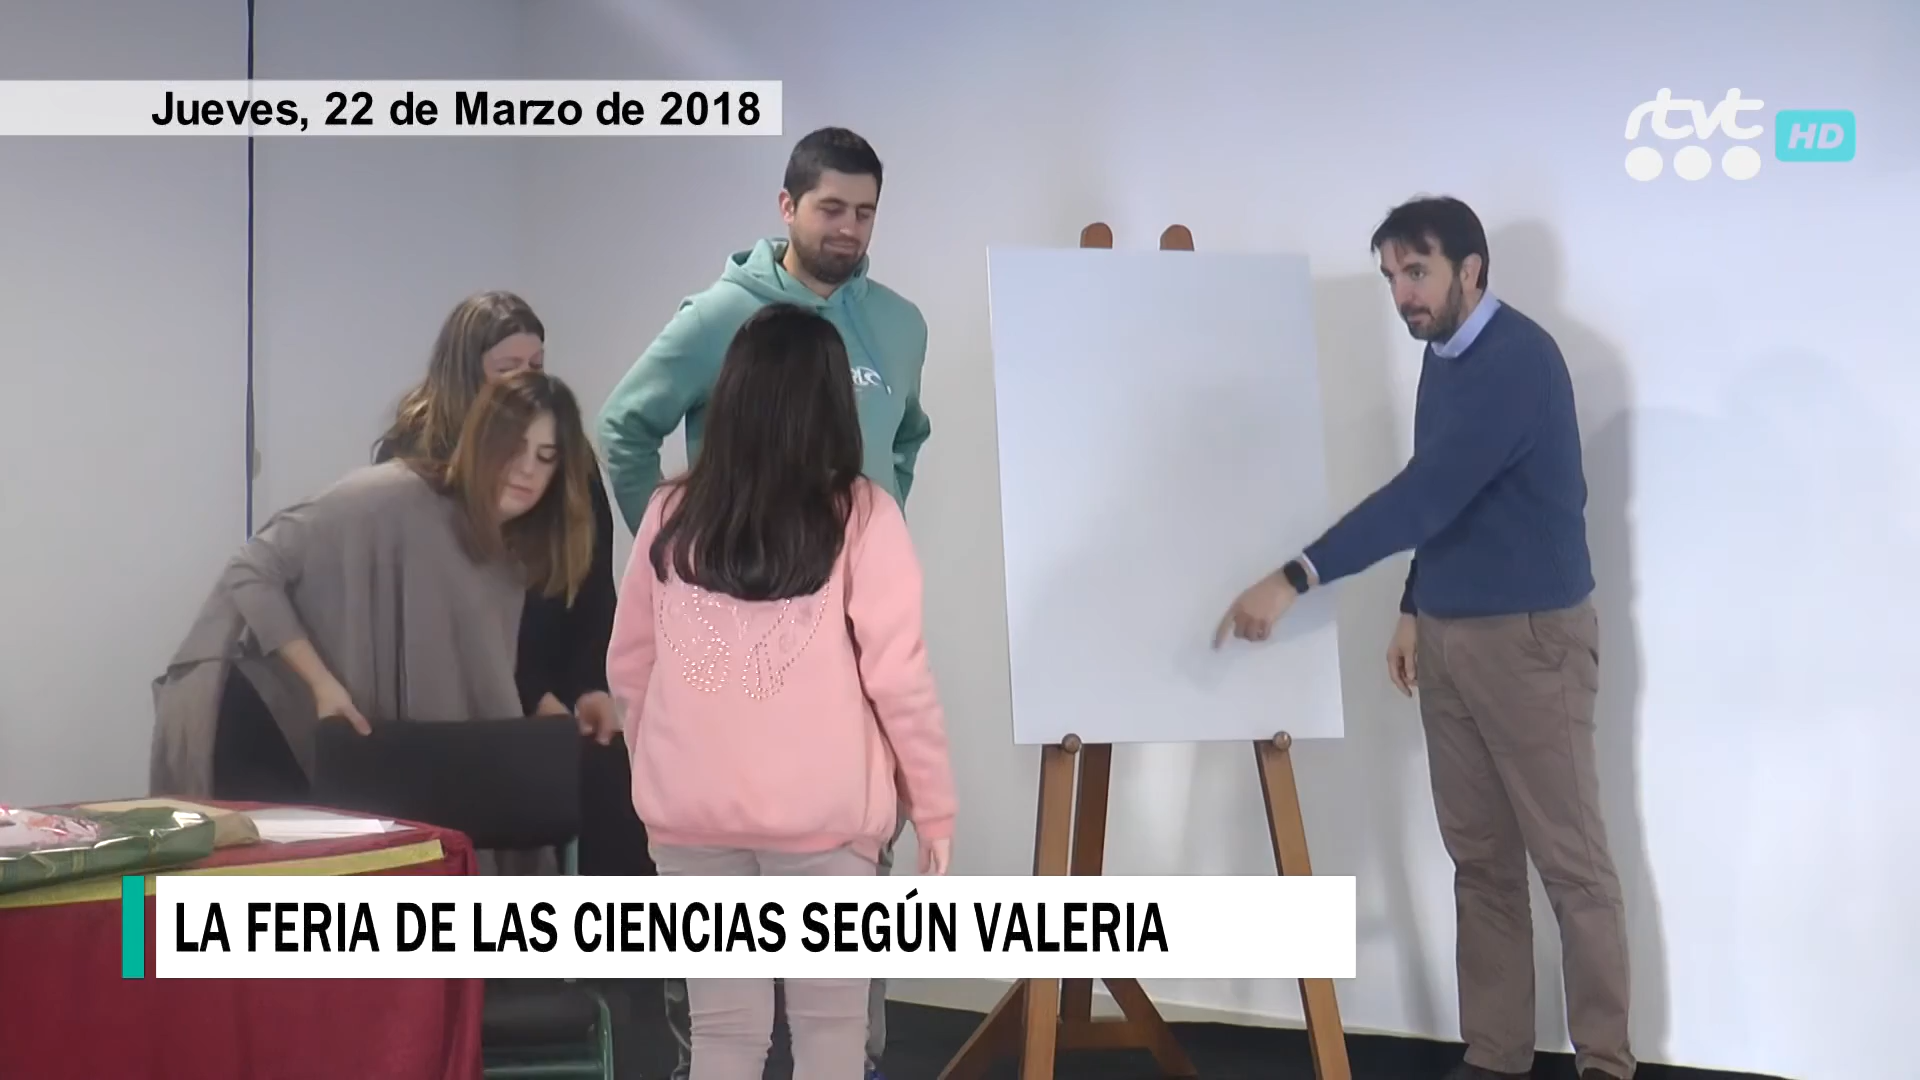 Jueves, 22 de Marzo de 2018
rtvt HD
LA FERIA DE LAS CIENCIAS SEGÚN VALERIA